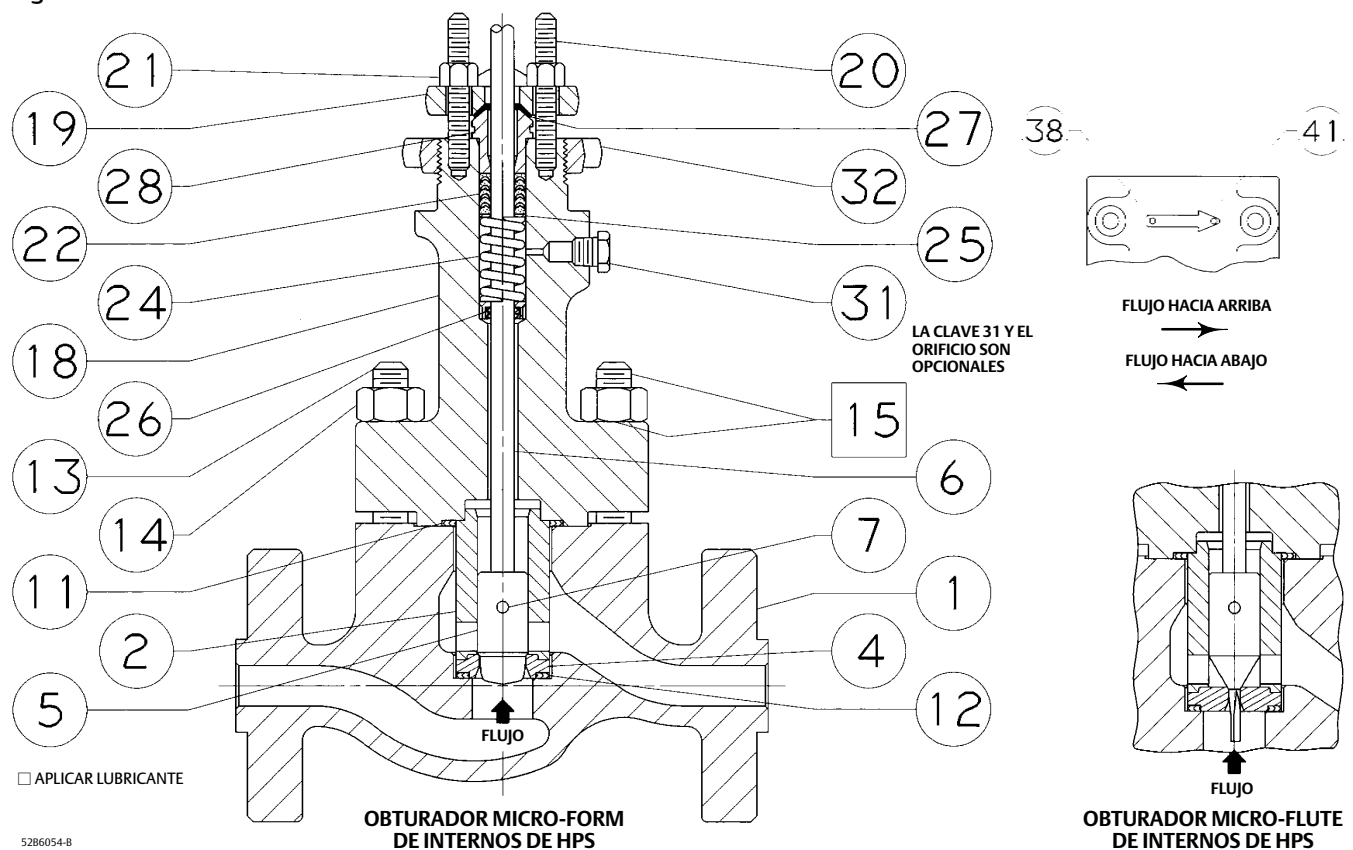 21
20
19
27
38
41
28
32
22
25
24
31
LA CLAVE 31 Y EL
ORIFICIO SON
OPCIONALES
FLUJO HACIA ARRIBA
FLUJO HACIA ABAJO
18
26
15
13
6
14
7
11
1
2
4
5
12
FLUJO
FLUJO
□ APLICAR LUBRICANTE
OBTURADOR MICRO-FORM
DE INTERNOS DE HPS
OBTURADOR MICRO-FLUTE
DE INTERNOS DE HPS
52B6054-B